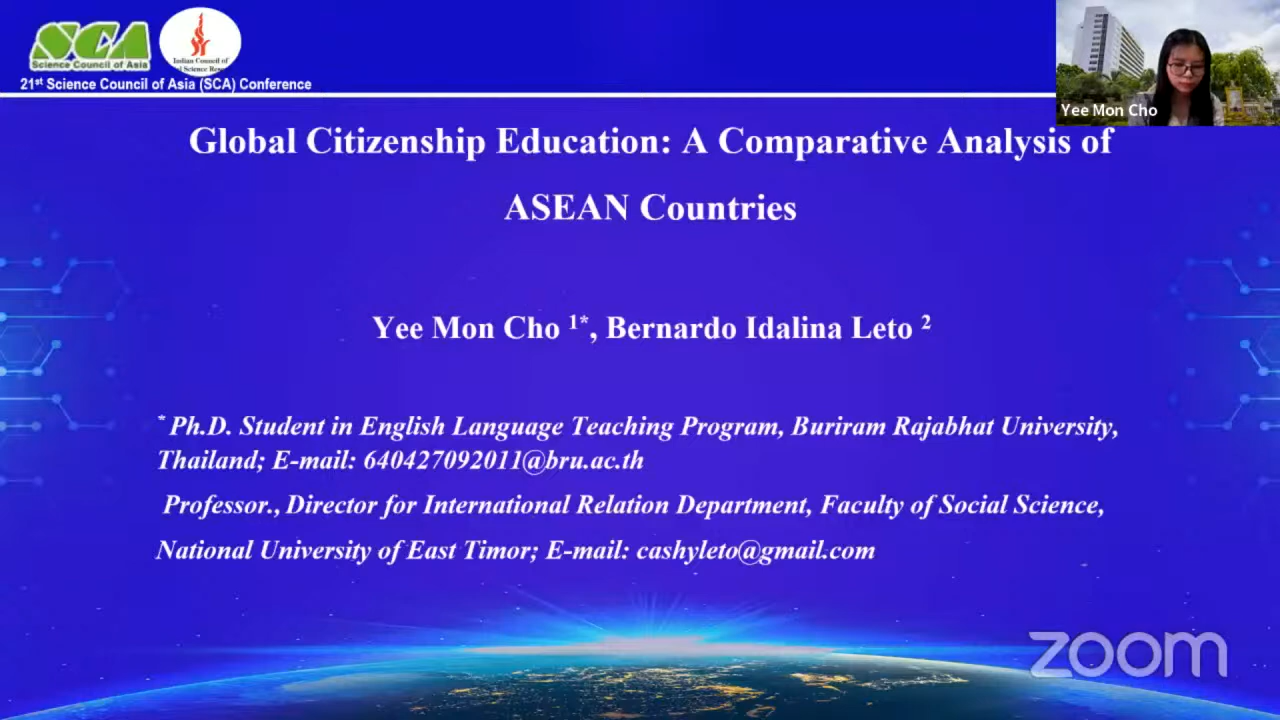 SCA
Science Council of Asia
Indian Council of
21st Science Council of Asia (SCA) Conference
Yee Mon Cho
Global Citizenship Education: A Comparative Analysis of
ASEAN Countries
Yee Mon Cho 1*, Bernardo Idalina Leto 2
* Ph.D. Student in English Language Teaching Program, Buriram Rajabhat University,
Thailand; E-mail: 640427092011@bru.ac.th
Professor., Director for International Relation Department, Faculty of Social Science,
National University of East Timor; E-mail: cashyleto@gmail.com
zoom